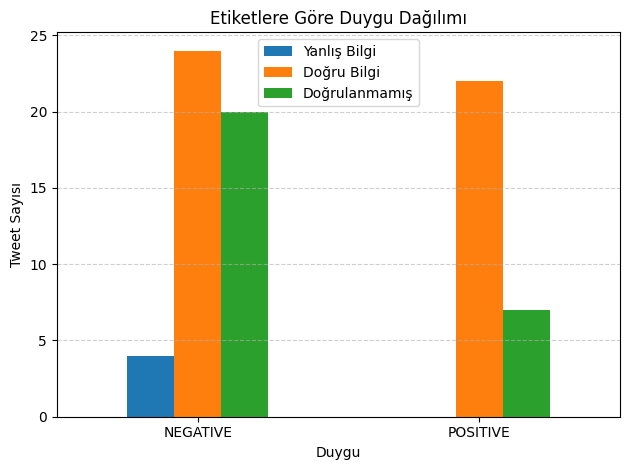 Etiketlere Göre Duygu Dağılımı
Yanlış Bilgi
Doğru Bilgi
Doğrulanmamış
Tweet Sayısı
25
20
15
10
5
0
NEGATIVE
POSITIVE
Duygu